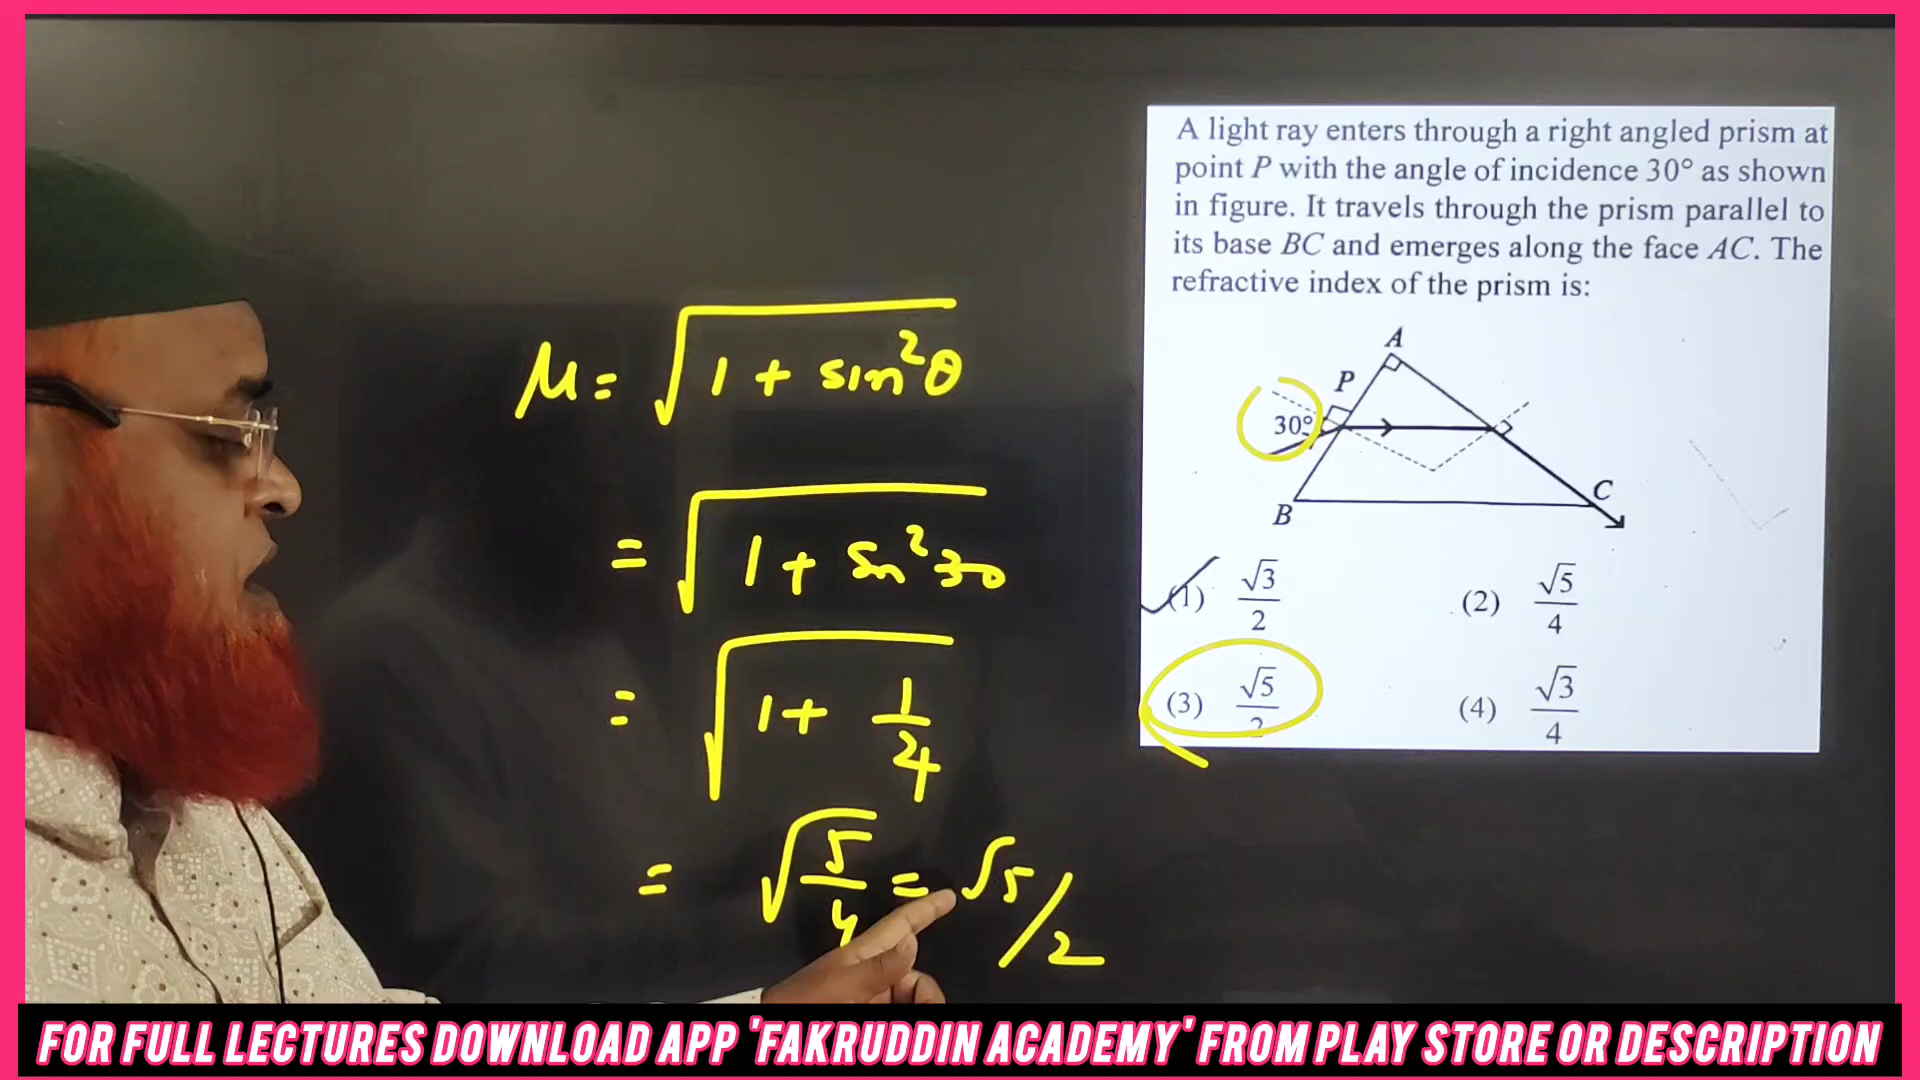 A light ray enters through a right angled prism at
point P with the angle of incidence 30° as shown
in figure. It travels through the prism parallel to
its base BC and emerges along the face AC. The
refractive index of the prism is:
A
P
30°
B
C
(1) √3/2
(2) √5/4
(3) √5/2
(4) √3/4
μ = √(1 + sin²θ)
= √(1 + sin²30)
= √(1 + 1/4)
= √(5/4) = √5/2
FOR FULL LECTURES DOWNLOAD APP 'FAKRUDDIN ACADEMY' FROM PLAY STORE OR DESCRIPTION